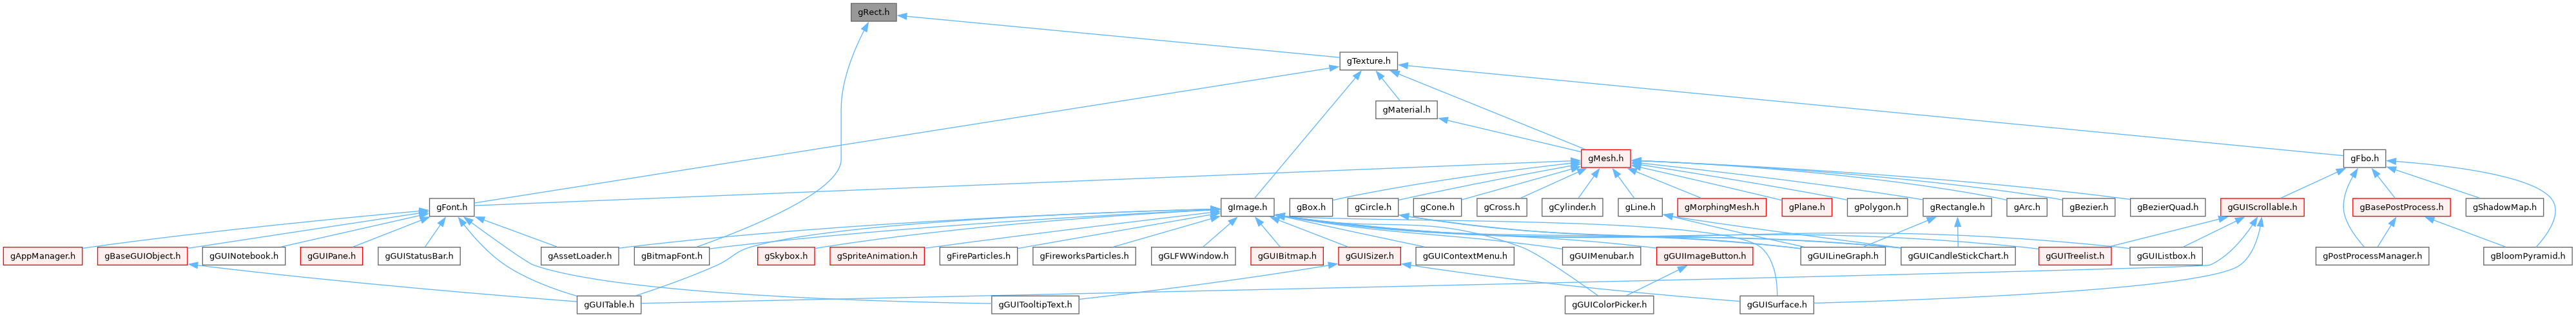 gRect.h
gTexture.h
gMaterial.h
gMesh.h
gFbo.h
gFont.h
gImage.h
gBox.h
gCircle.h
gCone.h
gCross.h
gCylinder.h
gLine.h
gMorphingMesh.h
gPlane.h
gPolygon.h
gRectangle.h
gArc.h
gBezier.h
gBezierQuad.h
gGUIScrollable.h
gBasePostProcess.h
gShadowMap.h
gAppManager.h
gBaseGUIObject.h
gGUINotebook.h
gGUIPane.h
gGUIStatusBar.h
gAssetLoader.h
gBitmapFont.h
gSkybox.h
gSpriteAnimation.h
gFireParticles.h
gFireworksParticles.h
gGLFWWindow.h
gGUIBitmap.h
gGUISizer.h
gGUIContextMenu.h
gGUIMenubar.h
gGUIImageButton.h
gGUILineGraph.h
gGUICandleStickChart.h
gGUITreelist.h
gGUIListbox.h
gPostProcessManager.h
gBloomPyramid.h
gGUITable.h
gGUITooltipText.h
gGUIColorPicker.h
gGUISurface.h